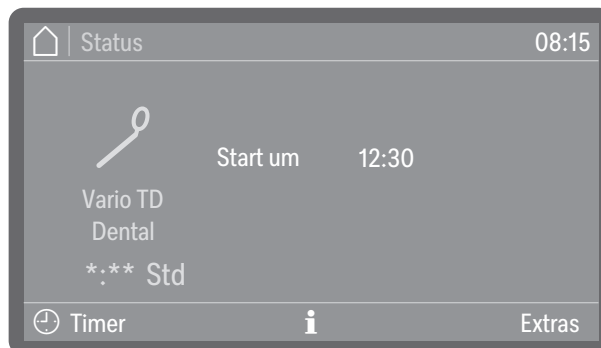 Status 08:15
Start um 12:30
Vario TD
Dental
*:** Std
Timer i Extras